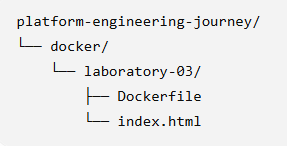 platform-engineering-journey/
└── docker/
    └── laboratory-03/
        ├── Dockerfile
        └── index.html